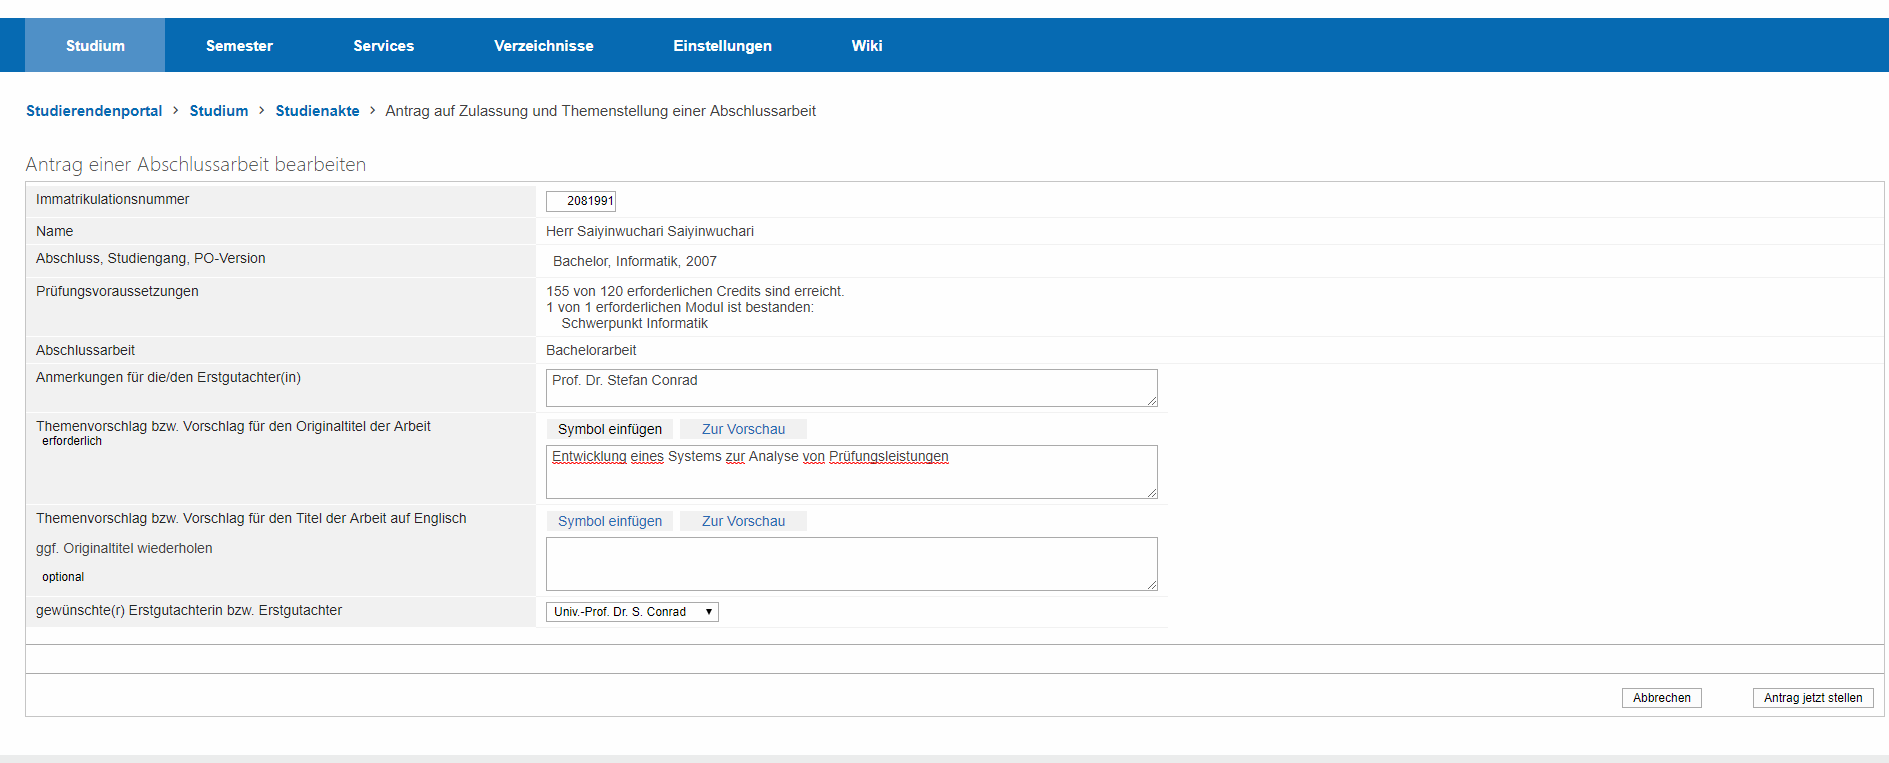 Studium Semester Services Verzeichnisse Einstellungen Wiki
Studierendenportal > Studium > Studienakte > Antrag auf Zulassung und Themenstellung einer Abschlussarbeit
Antrag einer Abschlussarbeit bearbeiten
Immatrikulationsnummer 2081991
Name Herr Saiyinwuchari Saiyinwuchari
Abschluss, Studiengang, PO-Version Bachelor, Informatik, 2007
Prüfungsvoraussetzungen 155 von 120 erforderlichen Credits sind erreicht.
1 von 1 erforderlichen Modul ist bestanden:
Schwerpunkt Informatik
Abschlussarbeit Bachelorarbeit
Anmerkungen für die/den Erstgutachter(in) Prof. Dr. Stefan Conrad
Themenvorschlag bzw. Vorschlag für den Originaltitel der Arbeit Symbol einfügen Zur Vorschau
erforderlich
Entwicklung eines Systems zur Analyse von Prüfungsleistungen
Themenvorschlag bzw. Vorschlag für den Titel der Arbeit auf Englisch Symbol einfügen Zur Vorschau
ggf. Originaltitel wiederholen
optional
gewünschte(r) Erstgutachterin bzw. Erstgutachter Univ.-Prof. Dr. S. Conrad
Abbrechen Antrag jetzt stellen